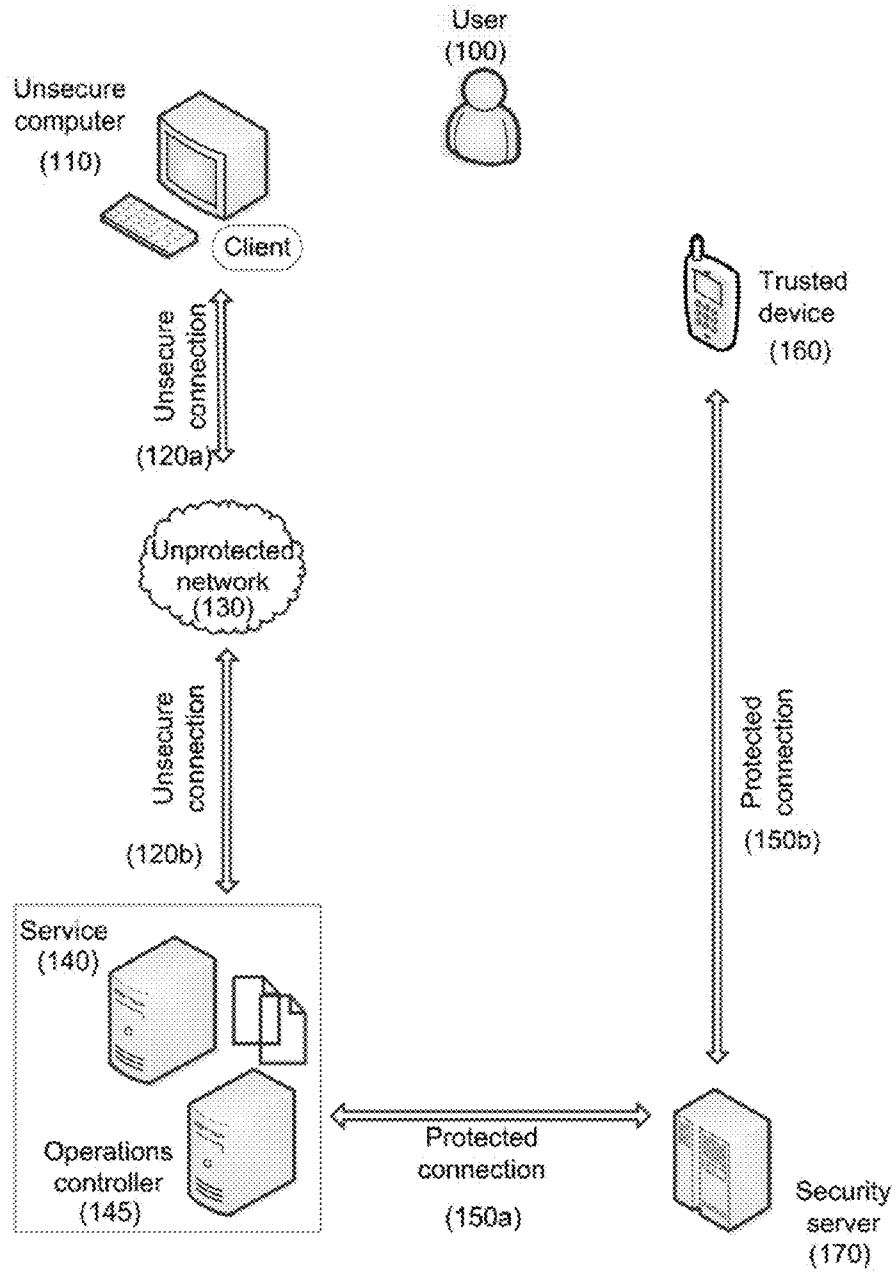 User
(100)
Unsecure
computer
(110)
Client
Trusted
device
(160)
Unsecure
connection
(120a)
Unprotected
network
(130)
Unsecure
connection
(120b)
Protected
connection
(150b)
Service
(140)
Operations
controller
(145)
Protected
connection
(150a)
Security
server
(170)